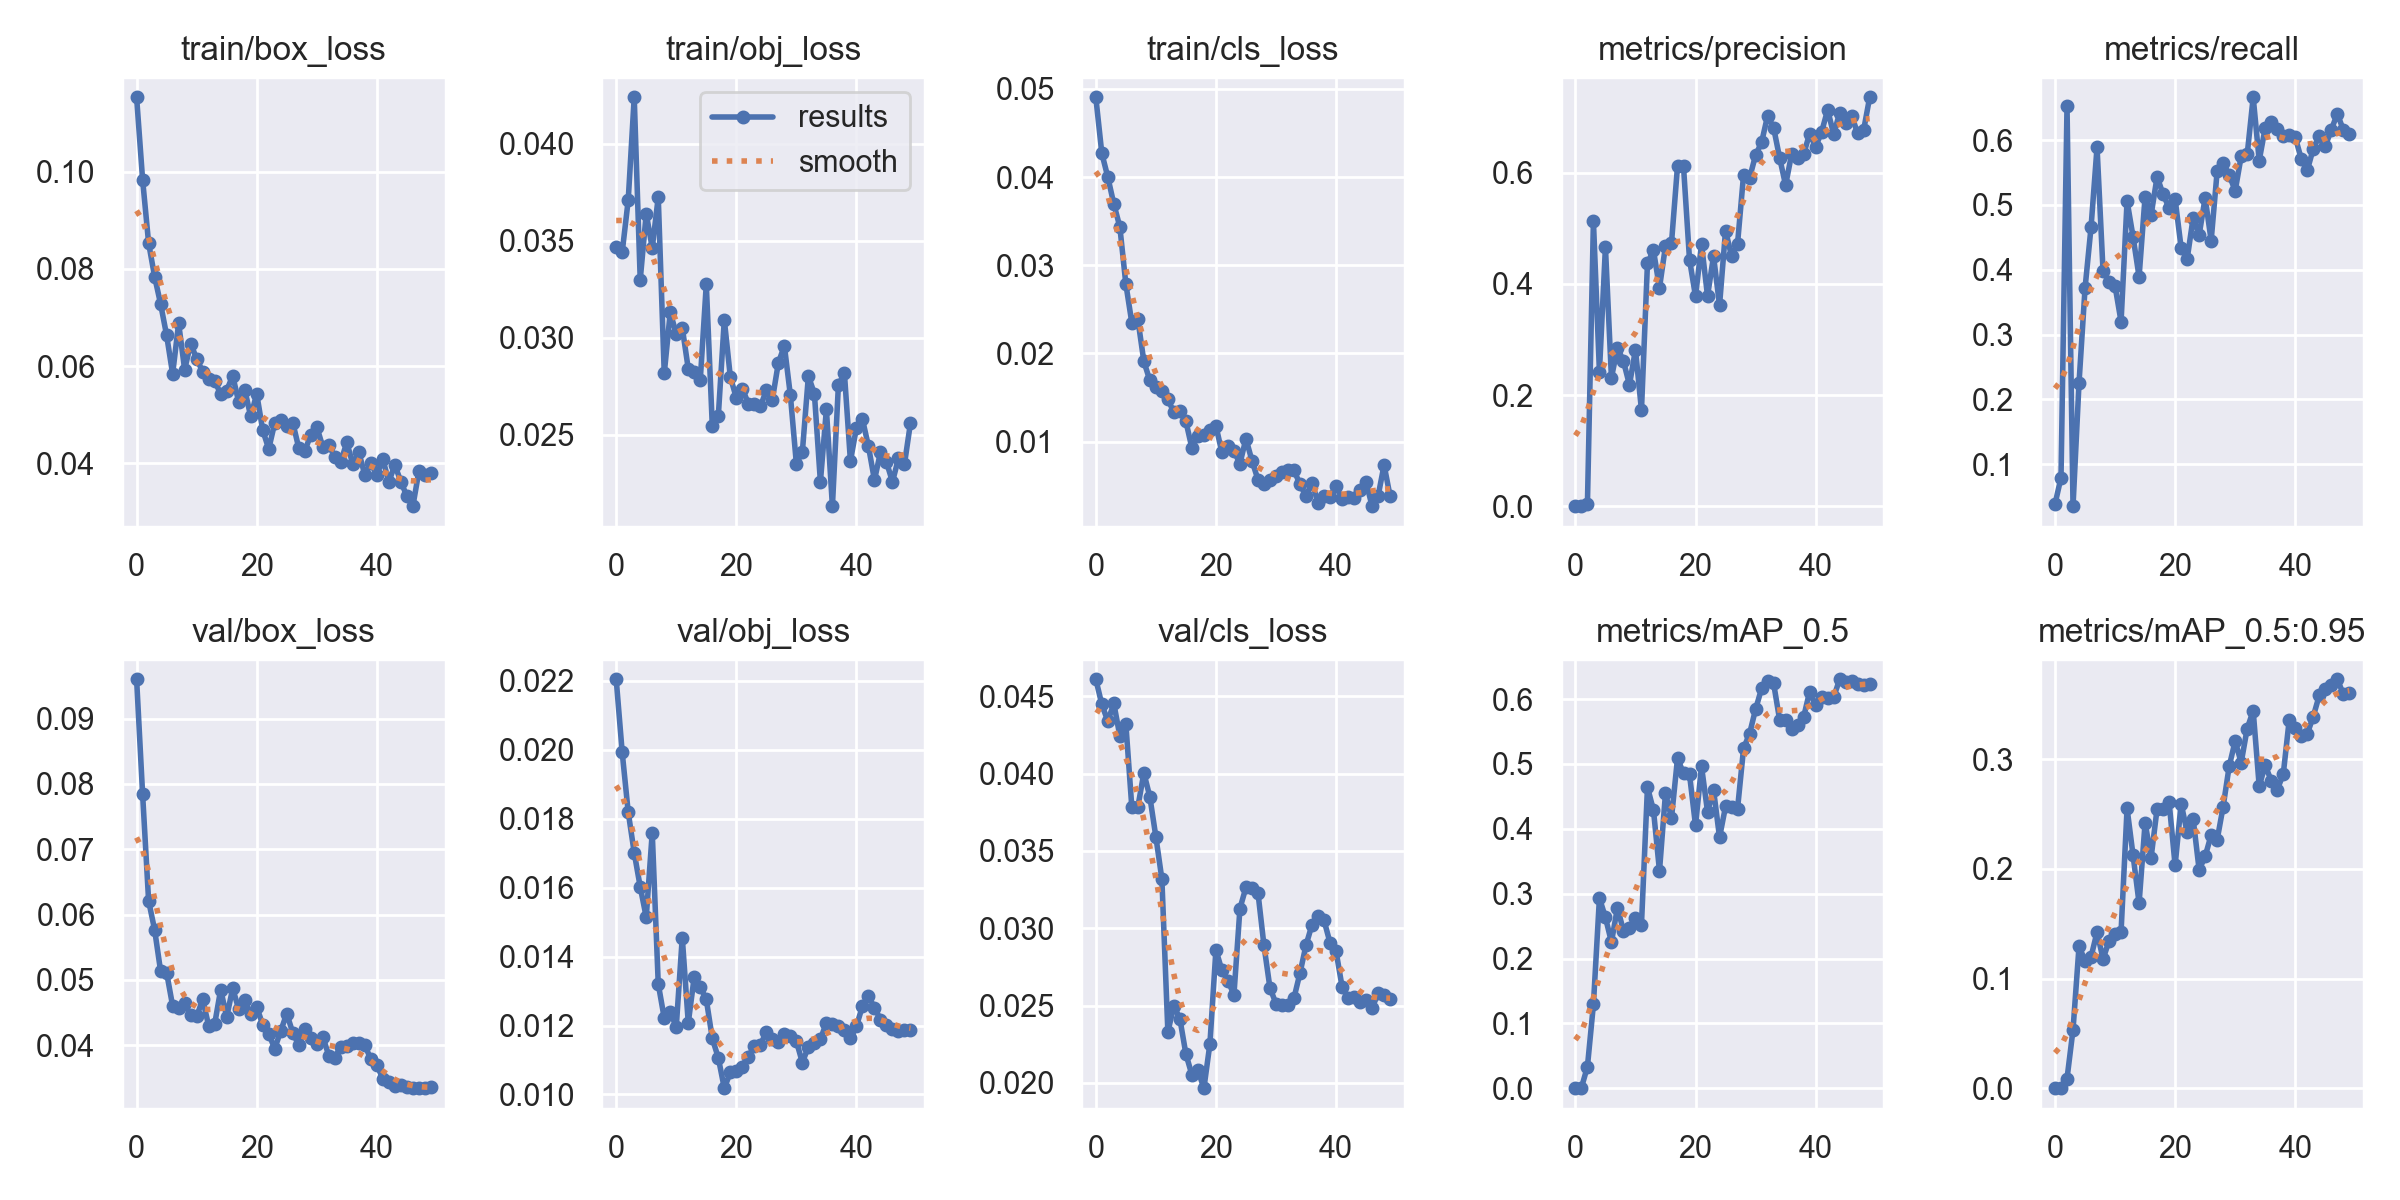 train/box_loss
0.10
0.08
0.06
0.04
0 20 40
train/obj_loss
results
smooth
0.040
0.035
0.030
0.025
0 20 40
train/cls_loss
0.05
0.04
0.03
0.02
0.01
0 20 40
metrics/precision
0.6
0.4
0.2
0.0
0 20 40
metrics/recall
0.6
0.5
0.4
0.3
0.2
0.1
0 20 40
val/box_loss
0.09
0.08
0.07
0.06
0.05
0.04
0 20 40
val/obj_loss
0.022
0.020
0.018
0.016
0.014
0.012
0.010
0 20 40
val/cls_loss
0.045
0.040
0.035
0.030
0.025
0.020
0 20 40
metrics/mAP_0.5
0.6
0.5
0.4
0.3
0.2
0.1
0.0
0 20 40
metrics/mAP_0.5:0.95
0.3
0.2
0.1
0.0
0 20 40